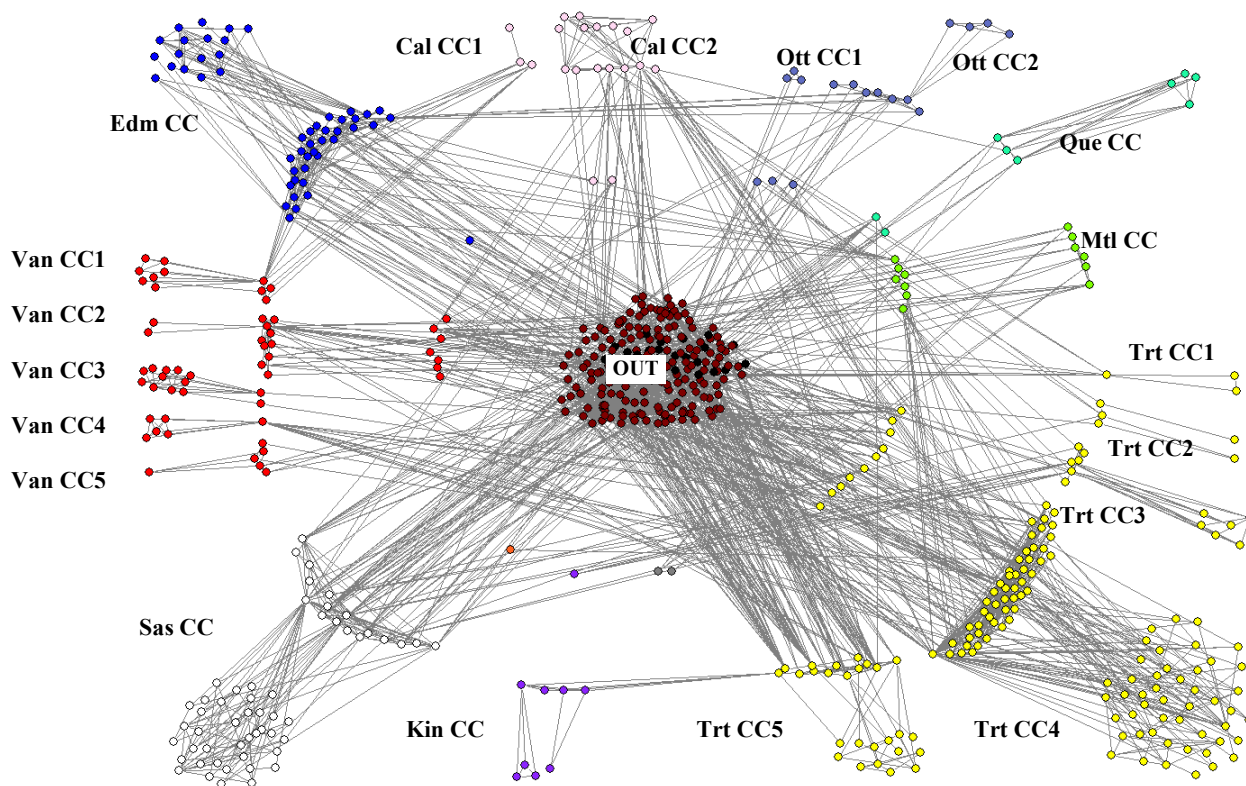 Cal CC1
Cal CC2
Ott CC1
Ott CC2
Edm CC
Que CC
Mtl CC
Van CC1
Van CC2
Van CC3
Van CC4
Van CC5
OUT
Trt CC1
Trt CC2
Trt CC3
Sas CC
Kin CC
Trt CC5
Trt CC4